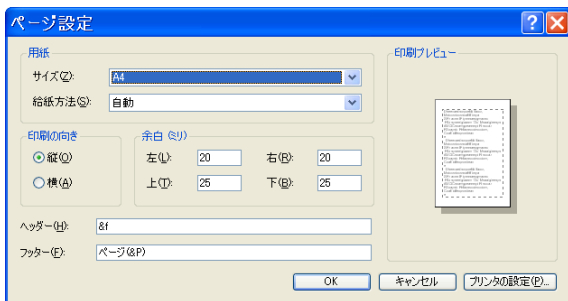 ページ設定
用紙
サイズ(Z):
A4
給紙方法(S):
自動
印刷の向き
縦(O)
横(A)
余白 (ミリ)
左(L): 20 右(R): 20
上(T): 25 下(B): 25
ヘッダー(H): &f
フッター(F): ページ(&P)
印刷プレビュー
OK キャンセル プリンタの設定(P)...